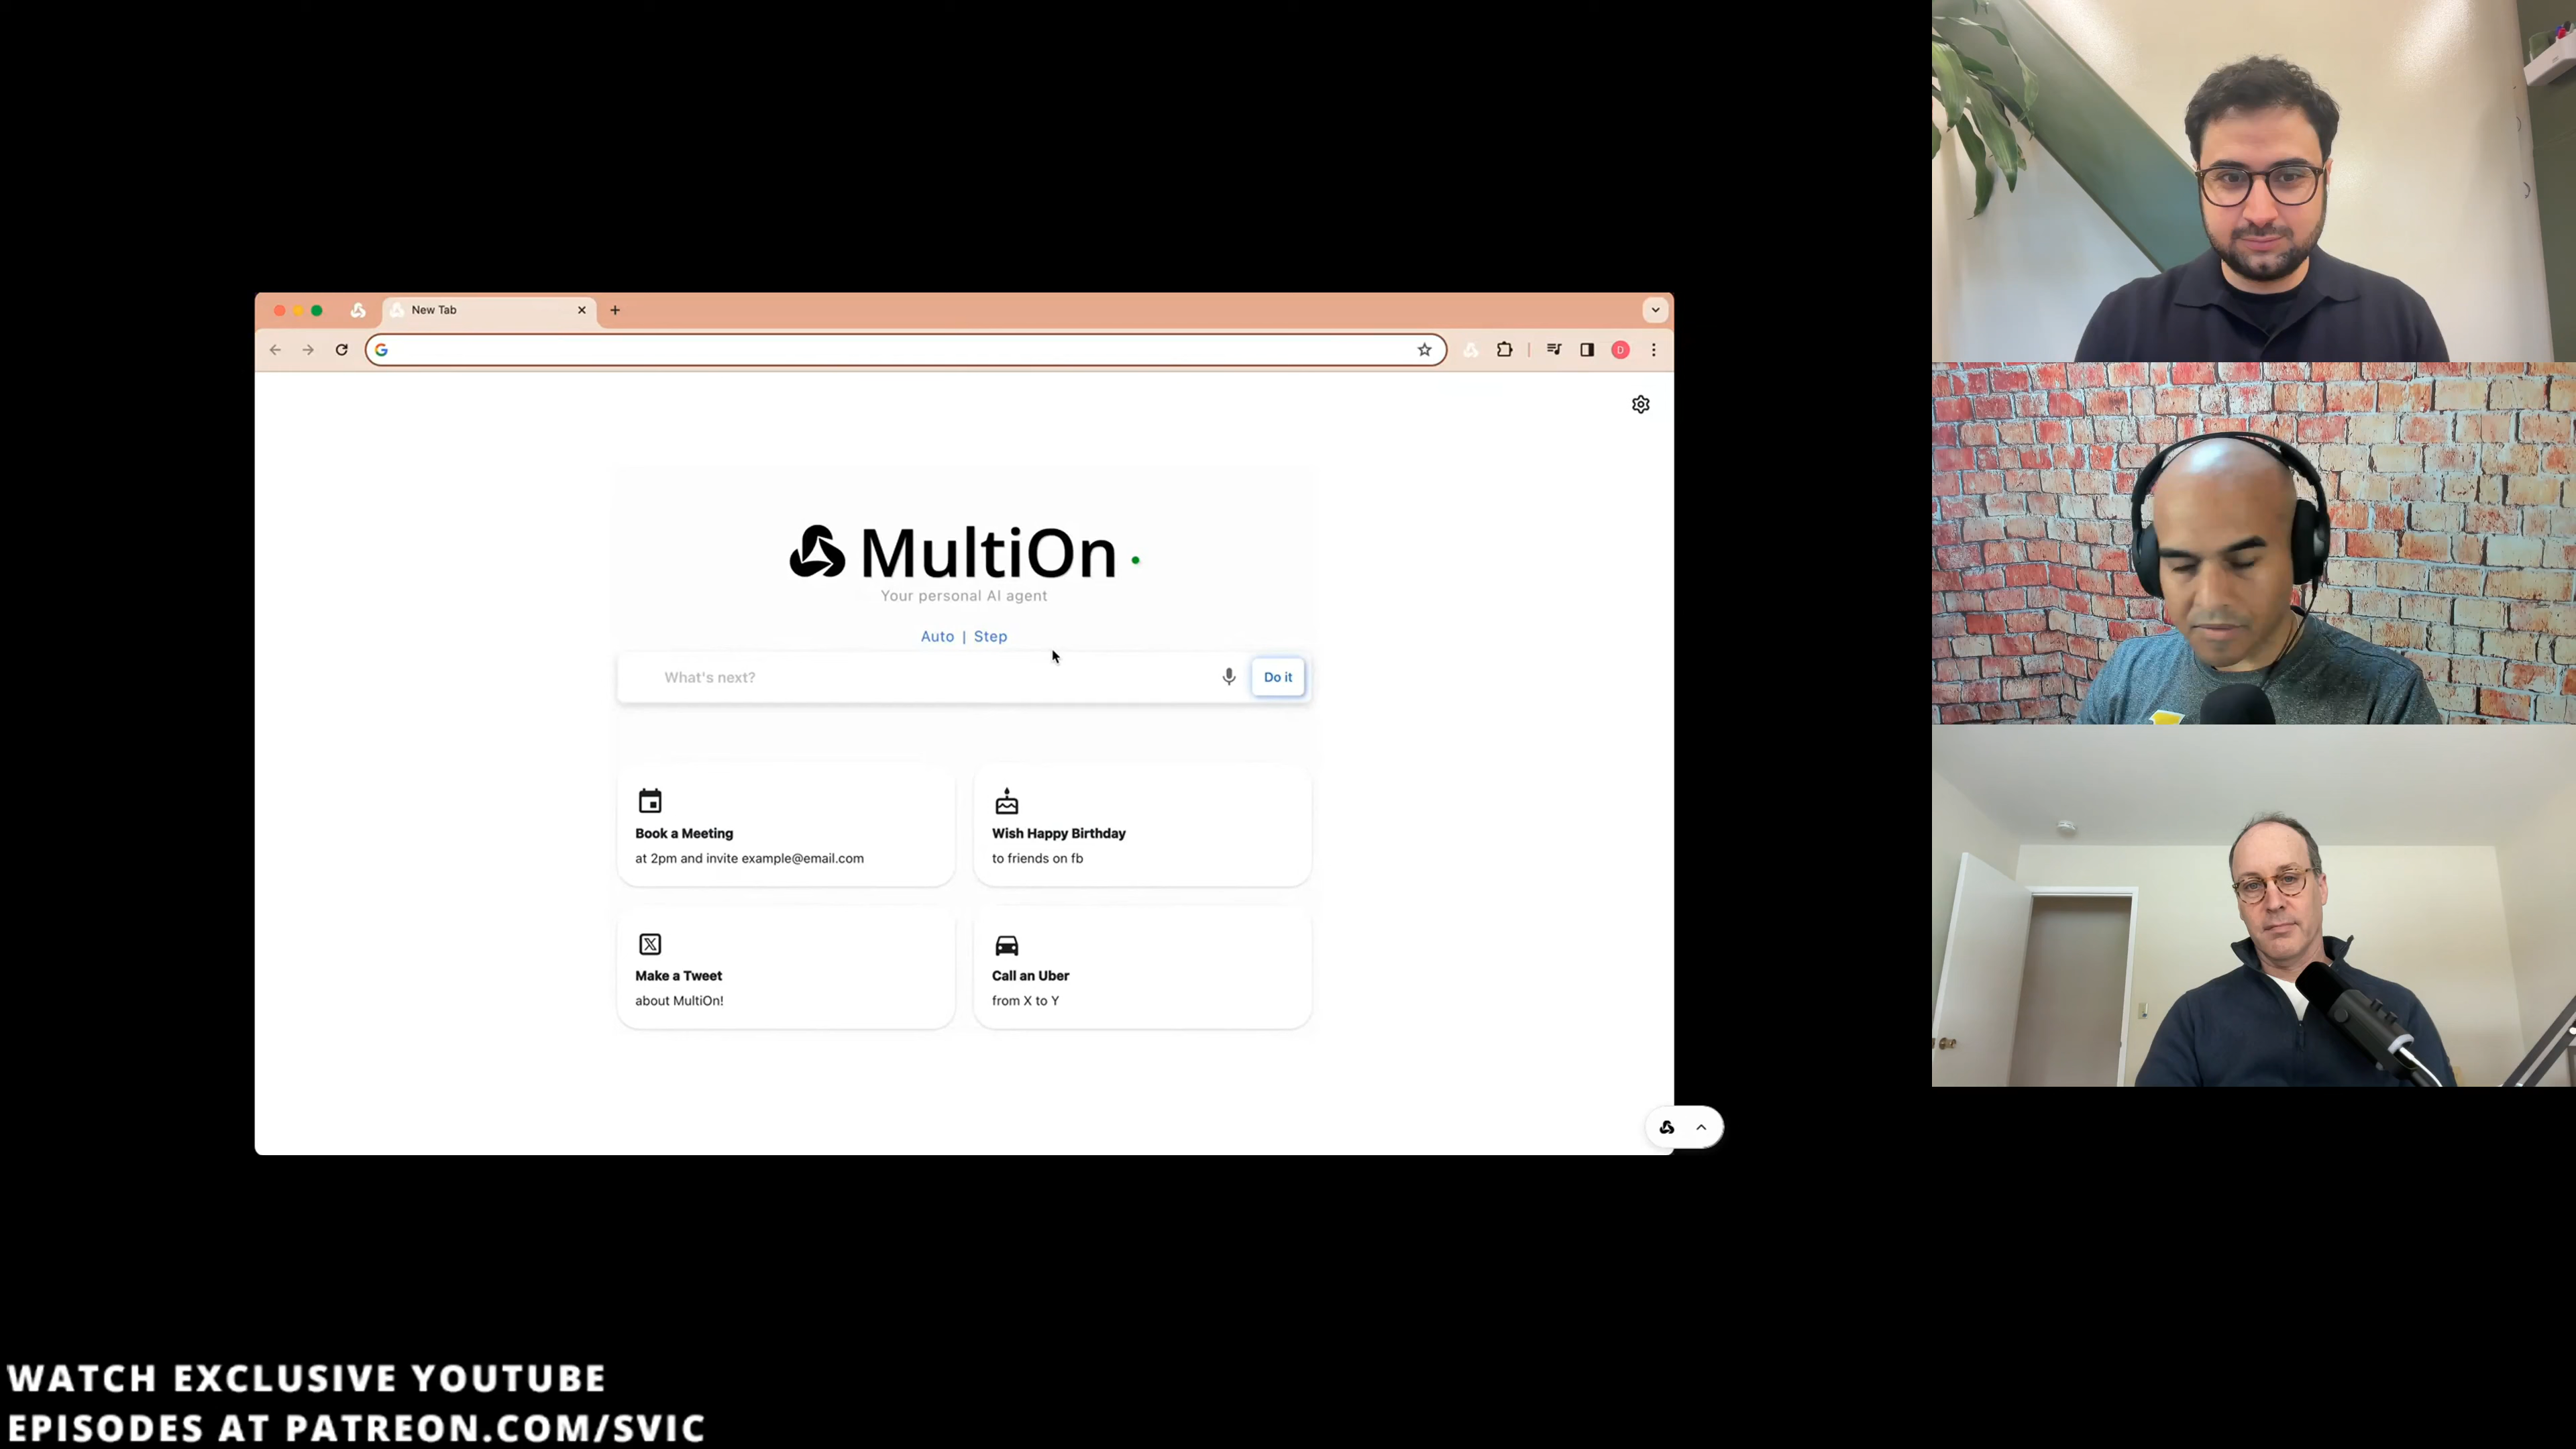 New Tab
MultiOn
Your personal AI agent
Auto | Step
What's next?
Do it
Book a Meeting
at 2pm and invite example@email.com
Wish Happy Birthday
to friends on fb
Make a Tweet
about MultiOn!
Call an Uber
from X to Y
D
WATCH EXCLUSIVE YOUTUBE
EPISODES AT PATREON.COM/SVIC